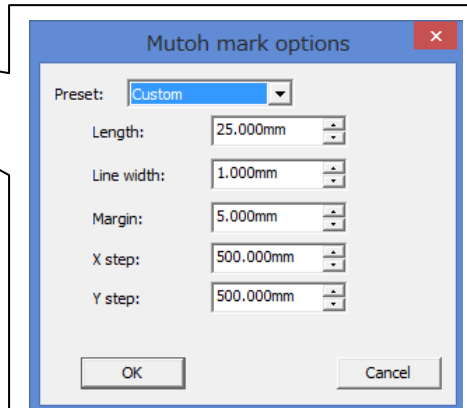 Mutoh mark options
Preset: Custom
Length: 25.000mm
Line width: 1.000mm
Margin: 5.000mm
X step: 500.000mm
Y step: 500.000mm
OK Cancel